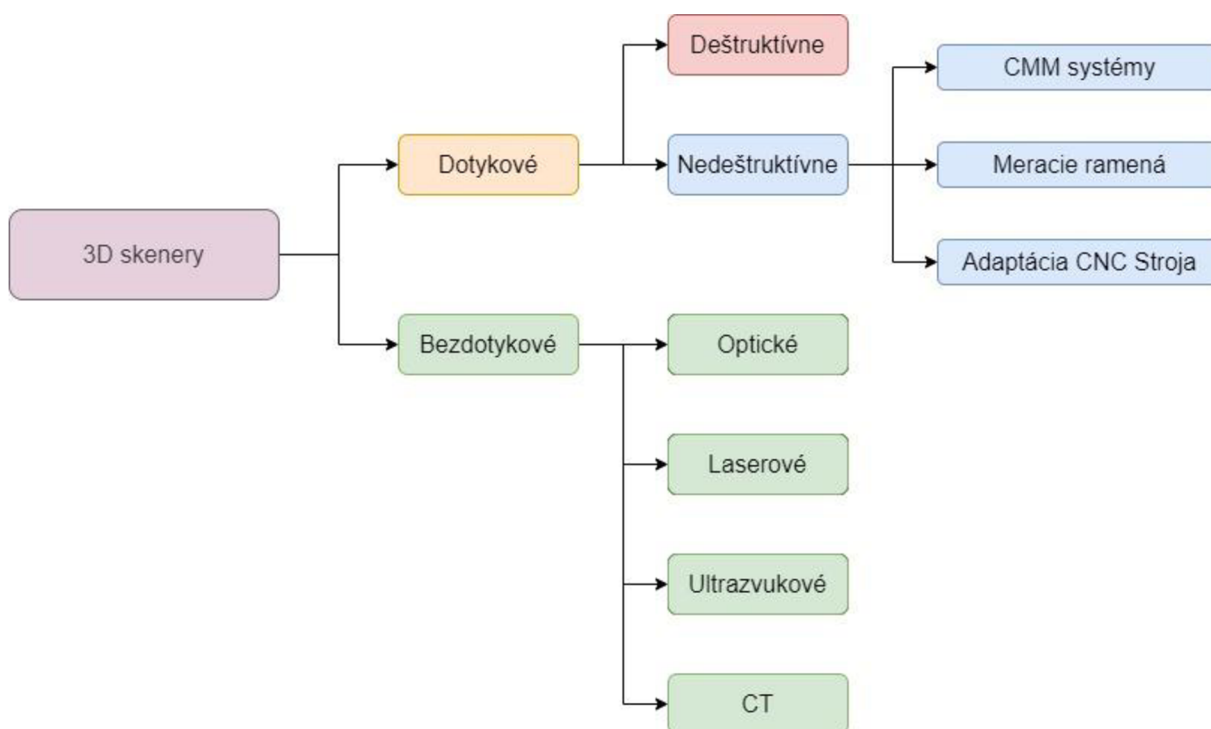 Deštruktívne
CMM systémy
Dotykové
Nedeštruktívne
Meracie ramená
3D skenery
Adaptácia CNC Stroja
Bezdotykové
Optické
Laserové
Ultrazvukové
CT